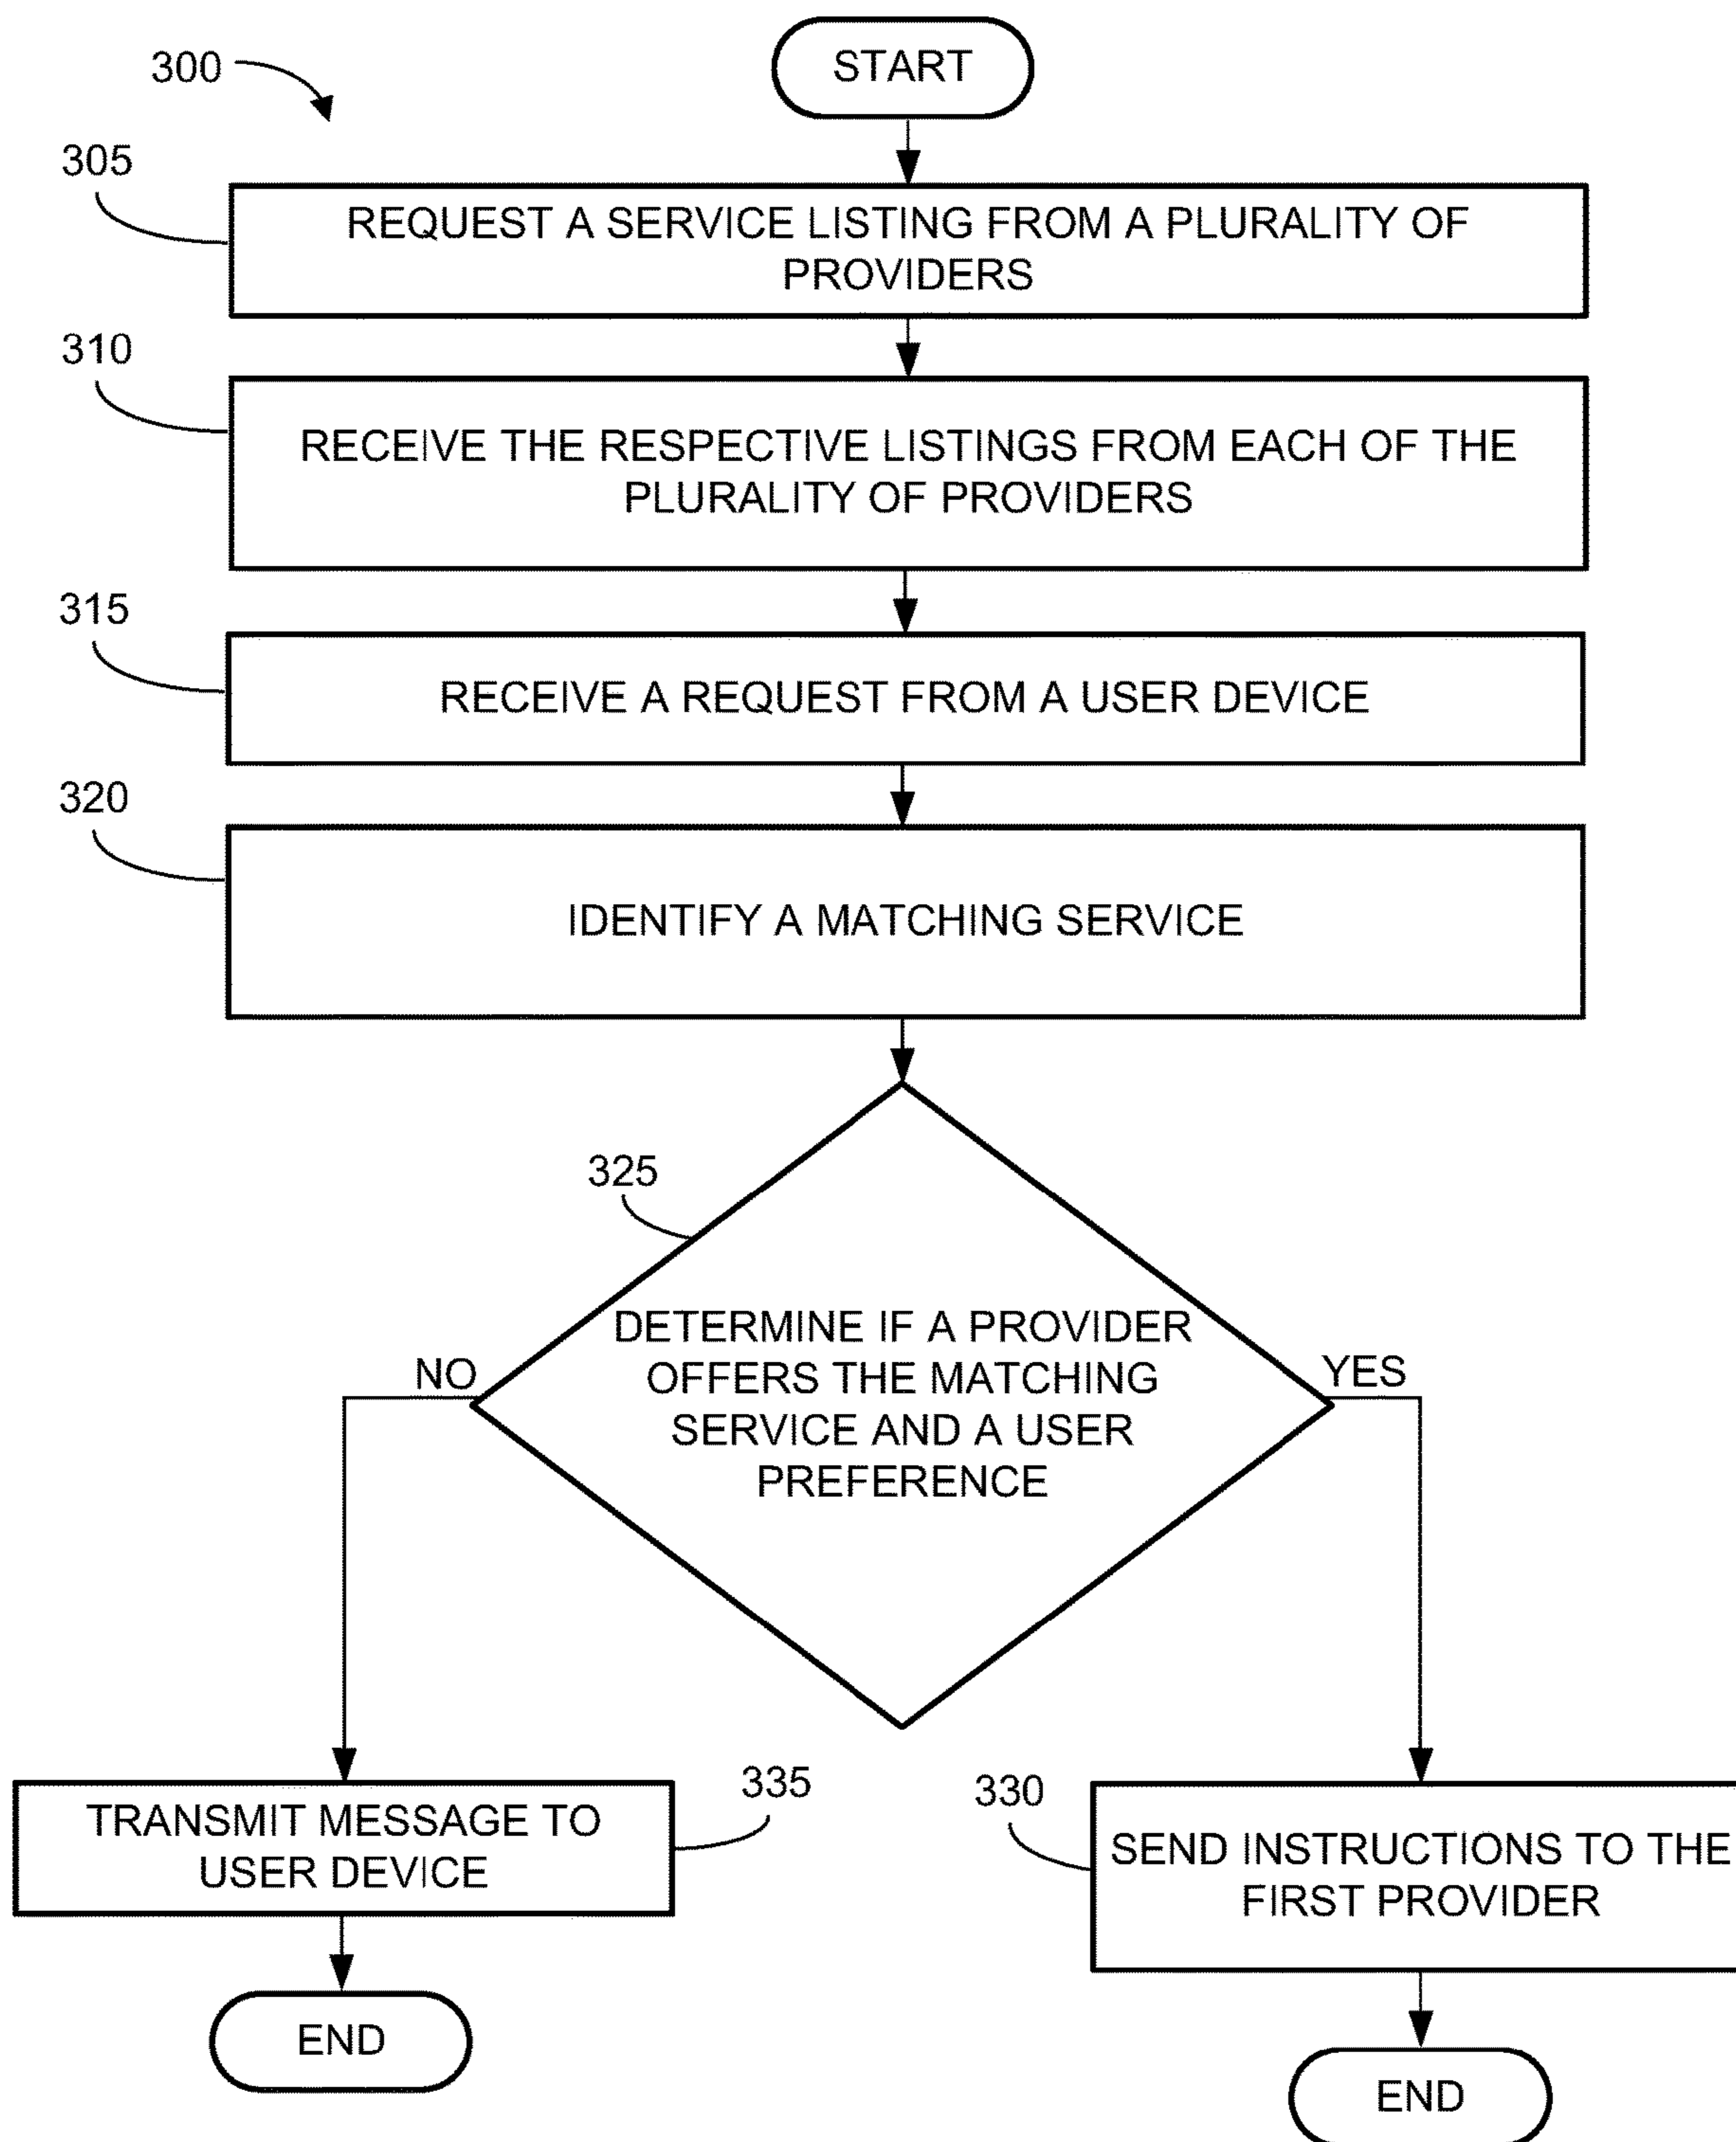 START
300
305
REQUEST A SERVICE LISTING FROM A PLURALITY OF
PROVIDERS
310
RECEIVE THE RESPECTIVE LISTINGS FROM EACH OF THE
PLURALITY OF PROVIDERS
315
RECEIVE A REQUEST FROM A USER DEVICE
320
IDENTIFY A MATCHING SERVICE
325
DETERMINE IF A PROVIDER
OFFERS THE MATCHING
SERVICE AND A USER
PREFERENCE
NO
YES
335
TRANSMIT MESSAGE TO
USER DEVICE
330
SEND INSTRUCTIONS TO THE
FIRST PROVIDER
END
END